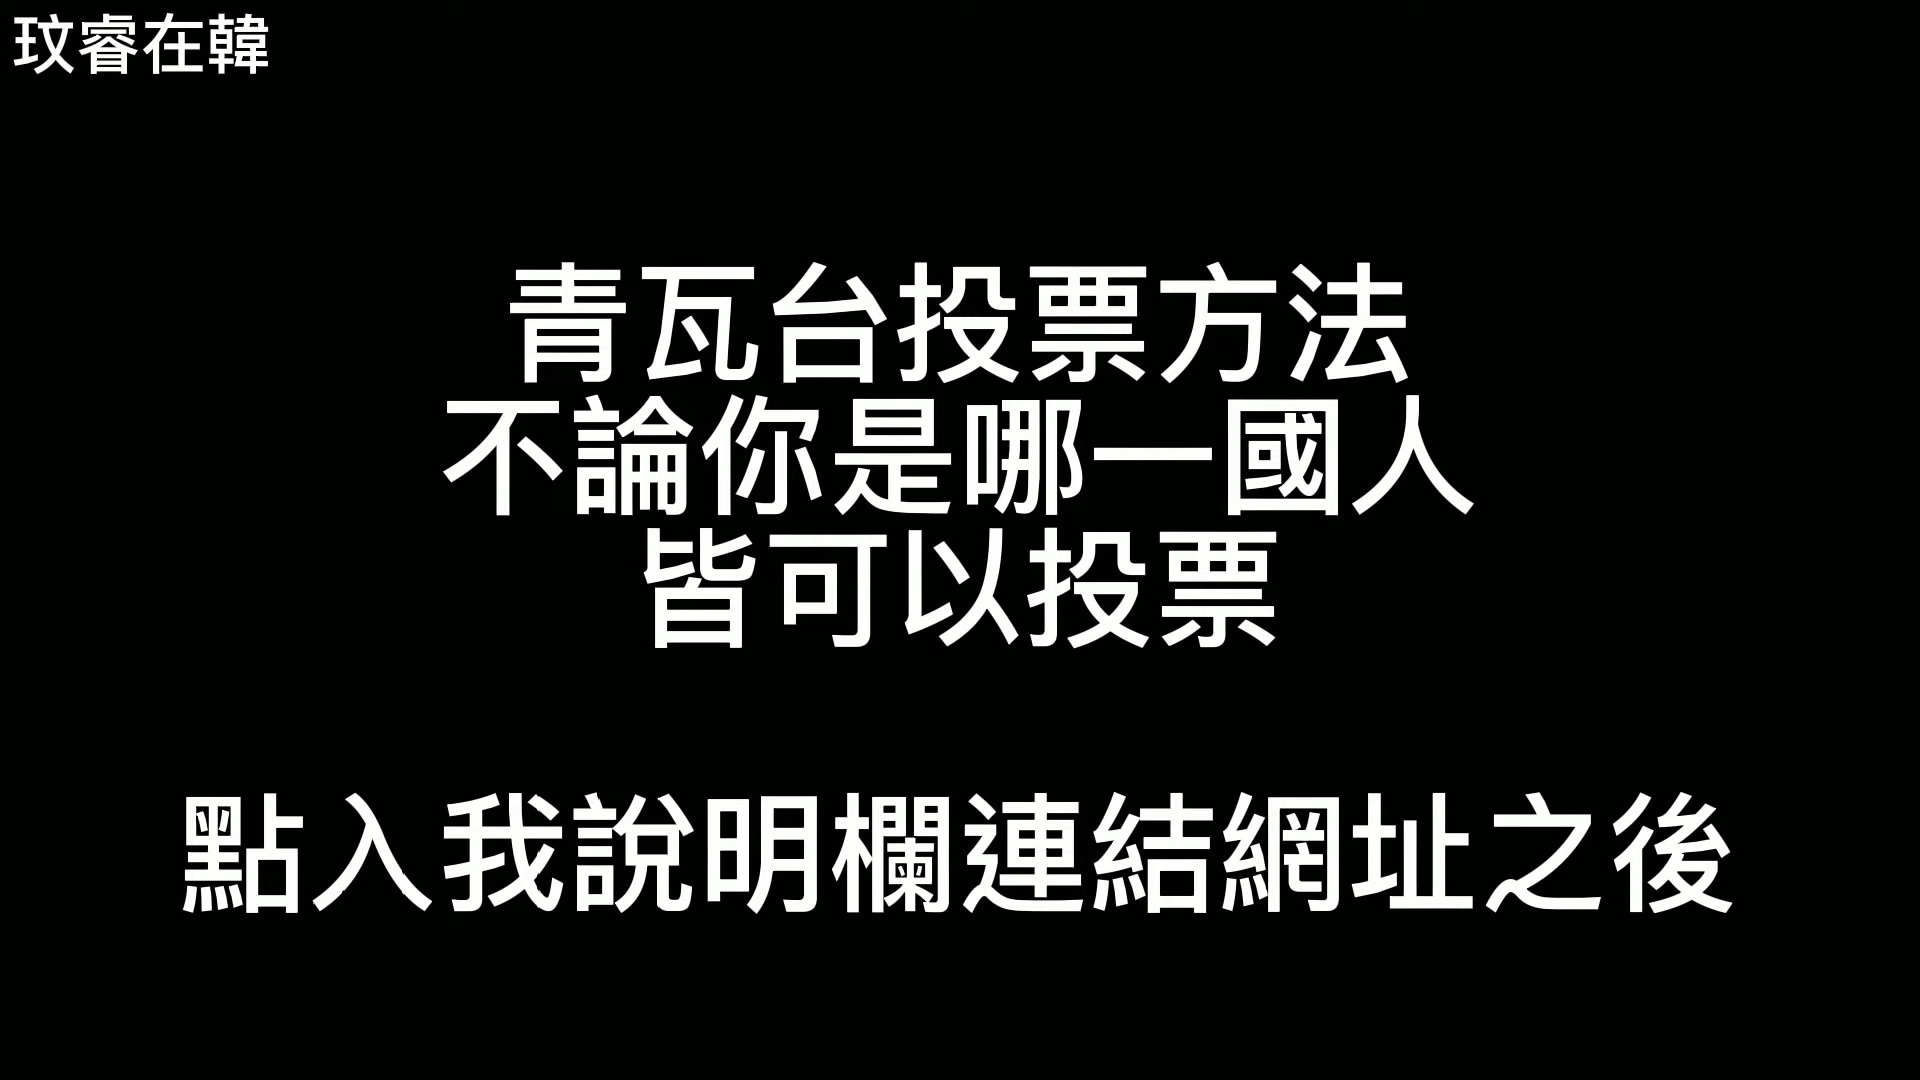 玟睿在韓
青瓦台投票方法
不論你是哪一國人
皆可以投票
點入我說明欄連結網址之後